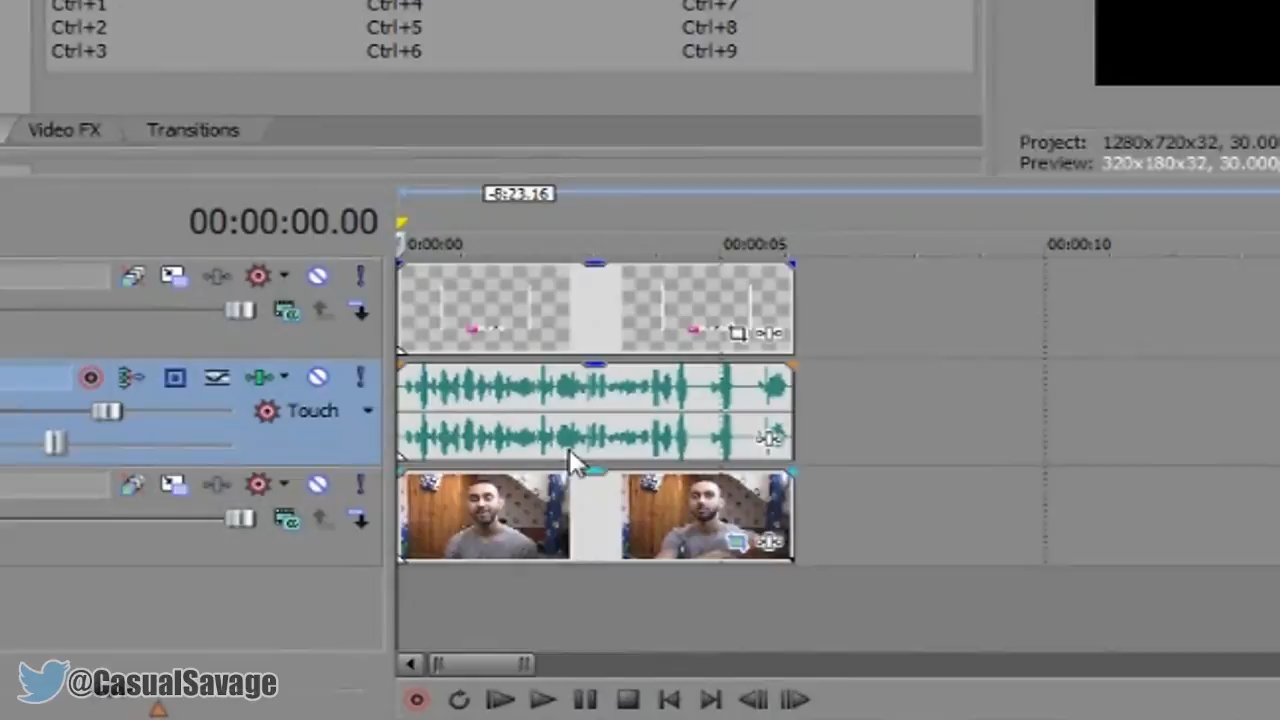 Ctrl+1 Ctrl+4 Ctrl+7
Ctrl+2 Ctrl+5 Ctrl+8
Ctrl+3 Ctrl+6 Ctrl+9
Video FX Transitions
Project: 1280x720x32, 30.00
Preview: 320x180x32, 30.000
-8:23.16
00:00:00.00
0:00:00 00:00:05 00:00:10
Touch
@CasualSavage